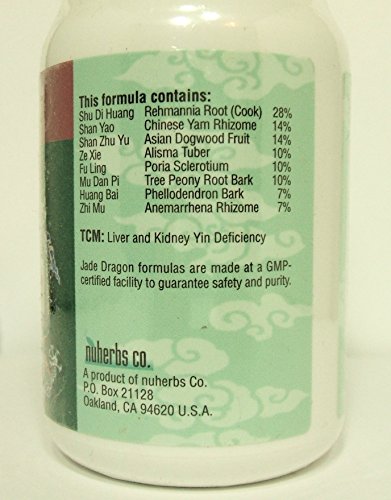 This formula contains:
Shu Di Huang Rehmannia Root (Cook) 28%
Shan Yao Chinese Yam Rhizome 14%
Shan Zhu Yu Asian Dogwood Fruit 14%
Ze Xie Alisma Tuber 10%
Fu Ling Poria Sclerotium 10%
Mu Dan Pi Tree Peony Root Bark 10%
Huang Bai Phellodendron Bark 7%
Zhi Mu Anemarrhena Rhizome 7%
TCM: Liver and Kidney Yin Deficiency
Jade Dragon formulas are made at a GMP-
certified facility to guarantee safety and purity.
nuherbs co.
A product of nuherbs Co.
P.O. Box 21128
Oakland, CA 94620 U.S.A.